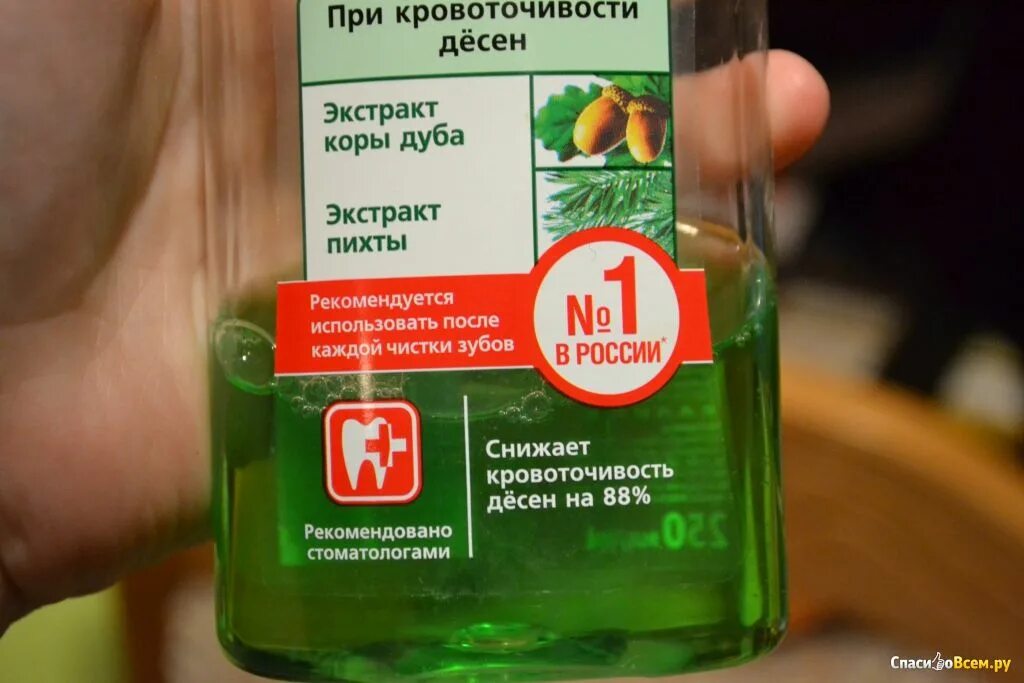 При кровоточивости
дёсен
Экстракт
коры дуба
Экстракт
пихты
Рекомендуется
использовать после
каждой чистки зубов
№1
В РОССИИ*
Рекомендовано
стоматологами
Снижает
кровоточивость
дёсен на 88%
250
СпасибоВсем.ру